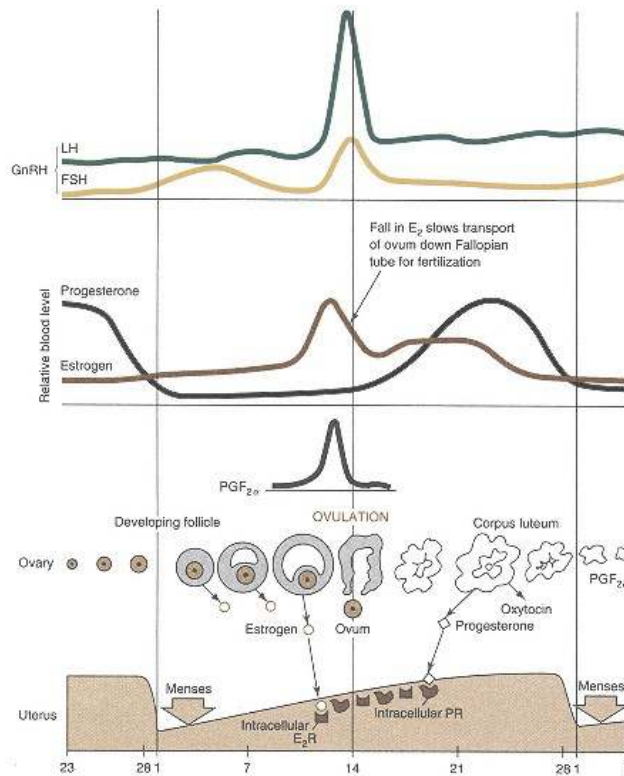 LH
GnRH
FSH
Fall in E2 slows transport
of ovum down Fallopian
tube for fertilization
Progesterone
Relative blood level
Estrogen
PGF2α
Developing follicle
OVULATION
Corpus luteum
Ovary
PGF2
Oxytocin
Estrogen
Ovum
Progesterone
Menses
Menses
Uterus
Intracellular
E2R
Intracellular PR
23
28 1
7
14
21
28 1